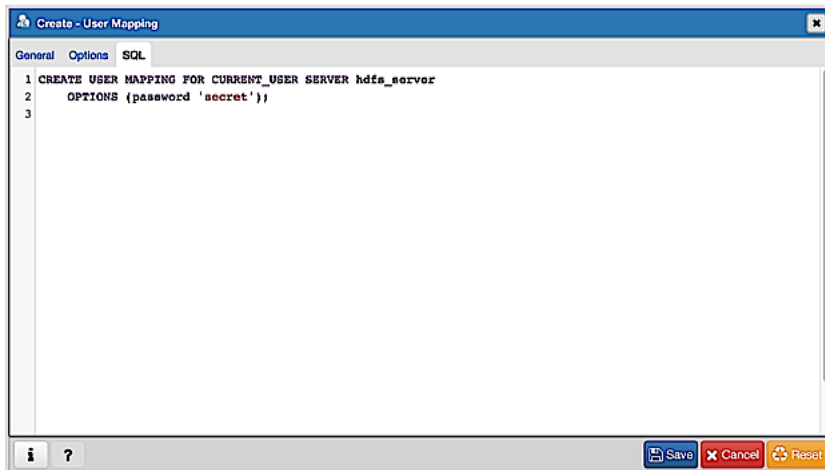 Create - User Mapping
General Options SQL
1 CREATE USER MAPPING FOR CURRENT_USER SERVER hdfs_server
2 OPTIONS (password 'secret');
3
i ? Save Cancel Reset